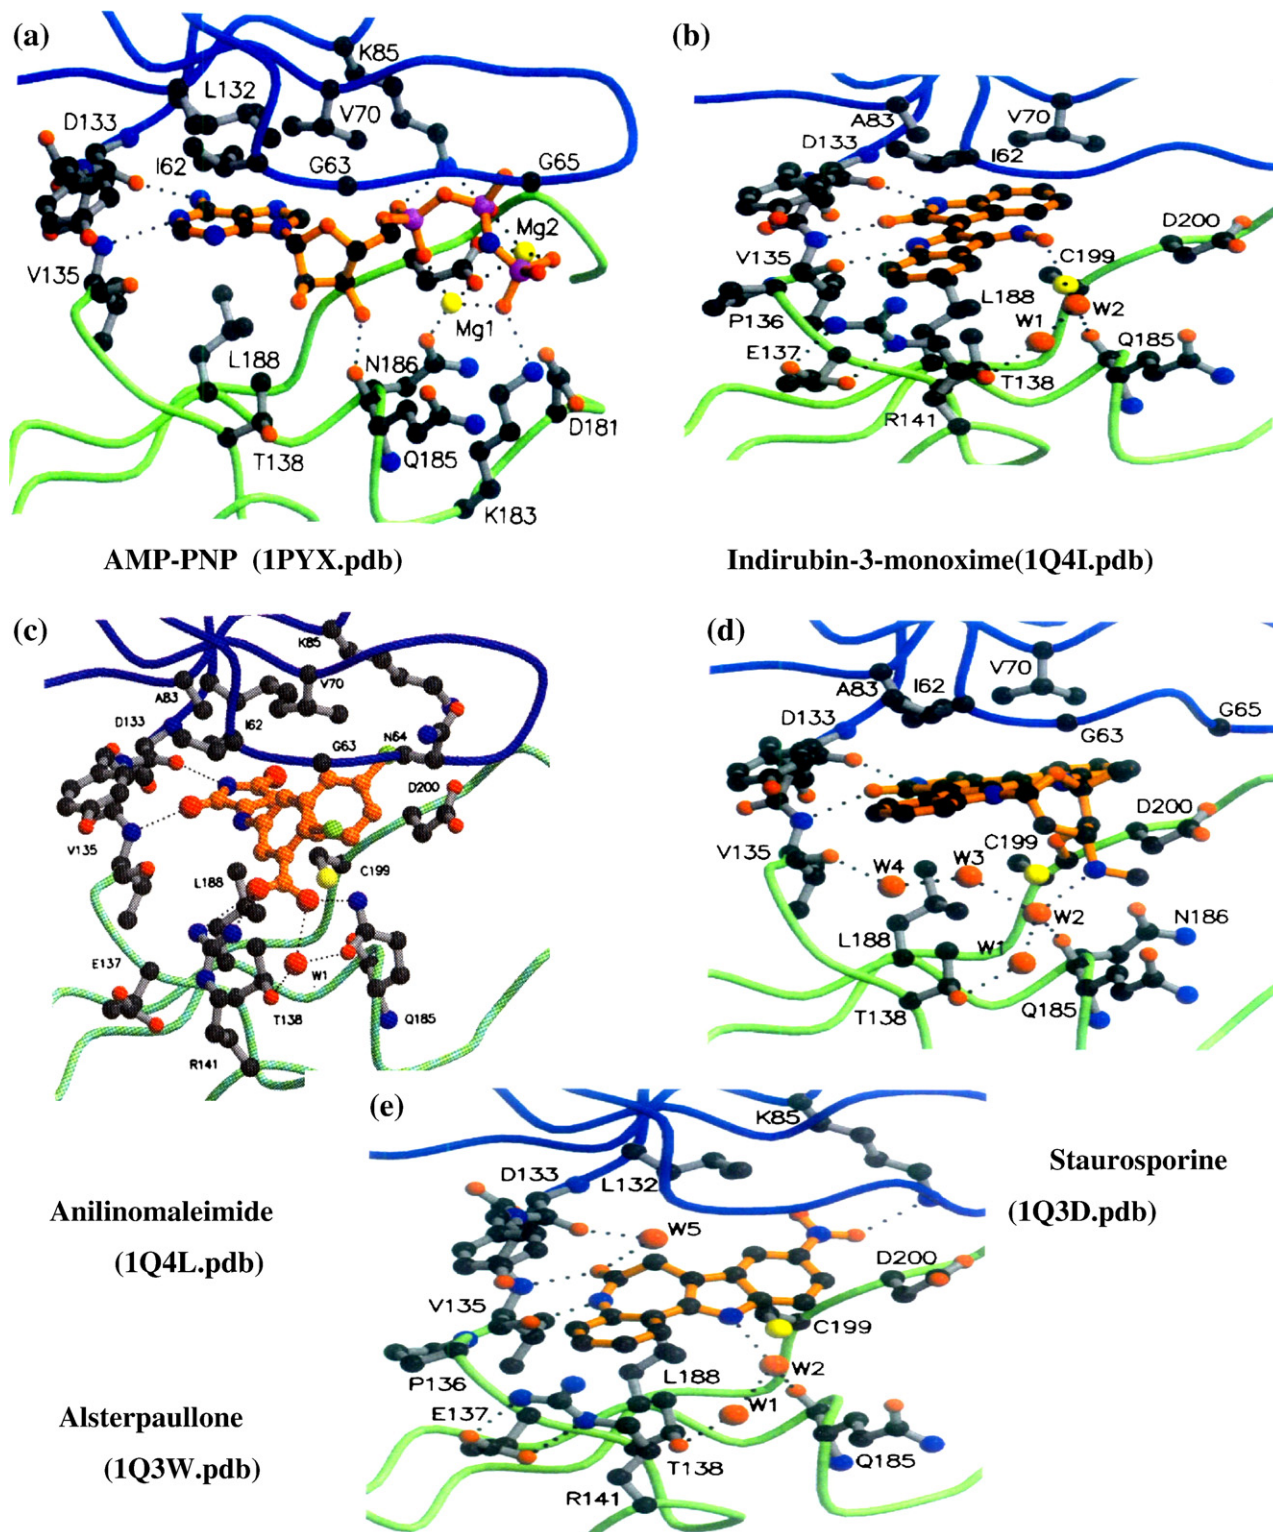 (a)
K85
L132
V70
D133
I62
G63
G65
Mg2
V135
Mg1
L188
N186
T138
Q185
D181
K183
AMP-PNP (1PYX.pdb)
(b)
A83
V70
D133
I62
D200
C199
V135
L188
W2
P136
W1
Q185
E137
T138
R141
Indirubin-3-monoxime(1Q4I.pdb)
(c)
K85
A83
V70
D133
I62
N64
G63
D200
V135
C199
L188
E137
W1
T138
Q185
R141
(d)
V70
A83
I62
G65
D133
G63
D200
C199
V135
W4
W3
W2
N186
L188
W1
T138
Q185
(e)
K85
D133
L132
W5
D200
V135
C199
P136
L188
W2
W1
E137
T138
Q185
R141
Staurosporine
(1Q3D.pdb)
Anilinomaleimide
(1Q4L.pdb)
Alsterpaullone
(1Q3W.pdb)